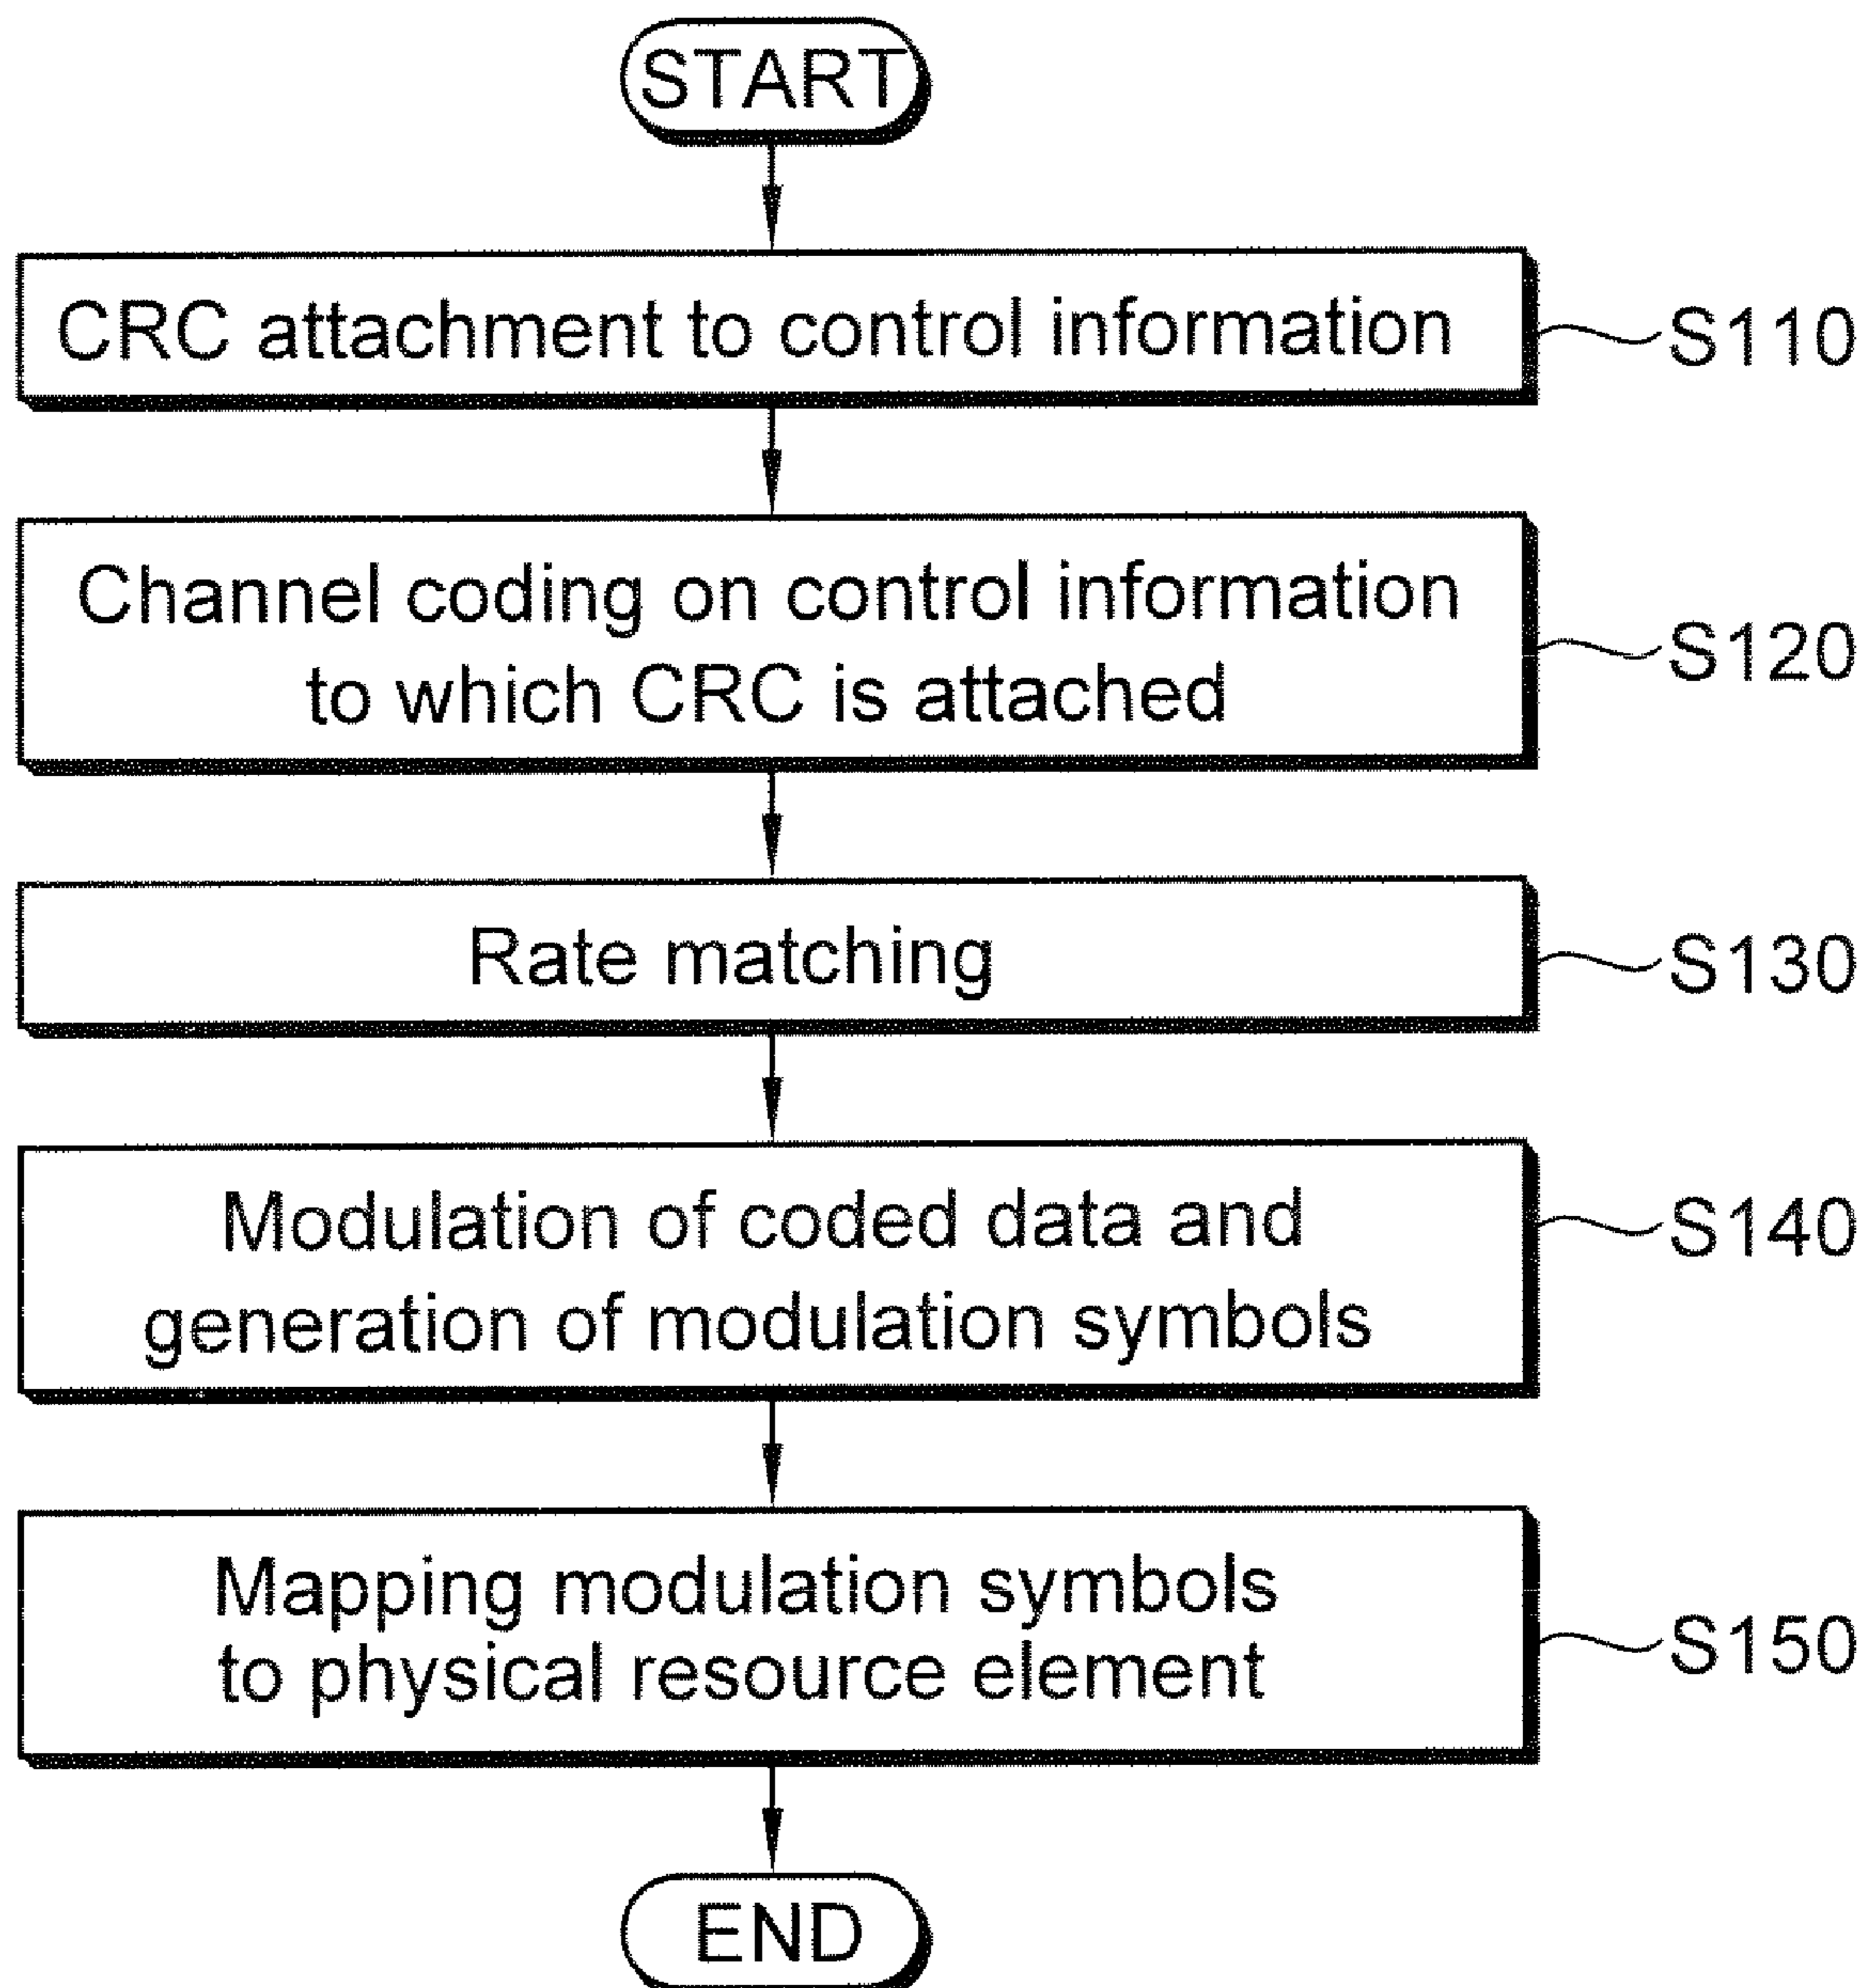 START
CRC attachment to control information
S110
Channel coding on control information
to which CRC is attached
S120
Rate matching
S130
Modulation of coded data and
generation of modulation symbols
S140
Mapping modulation symbols
to physical resource element
S150
END